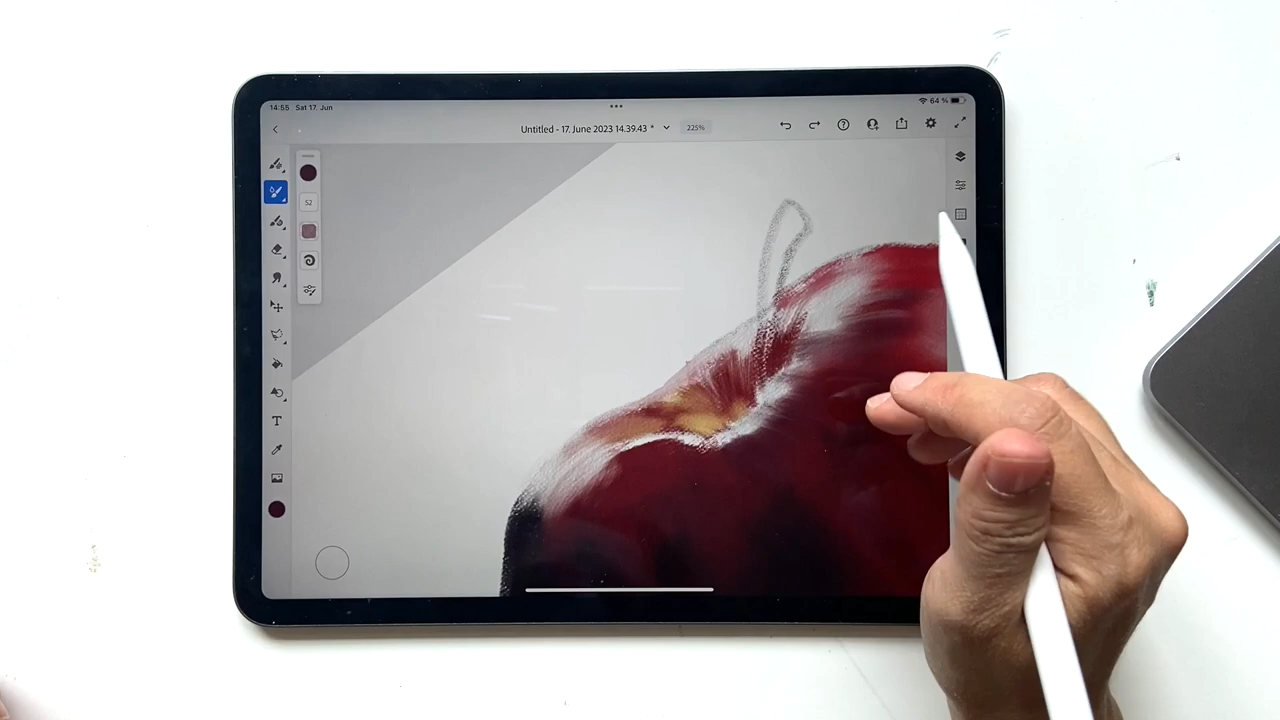 14:55 Sat 17. Jun
64 %
Untitled - 17. June 2023 14.39.43 *
225%
52
T